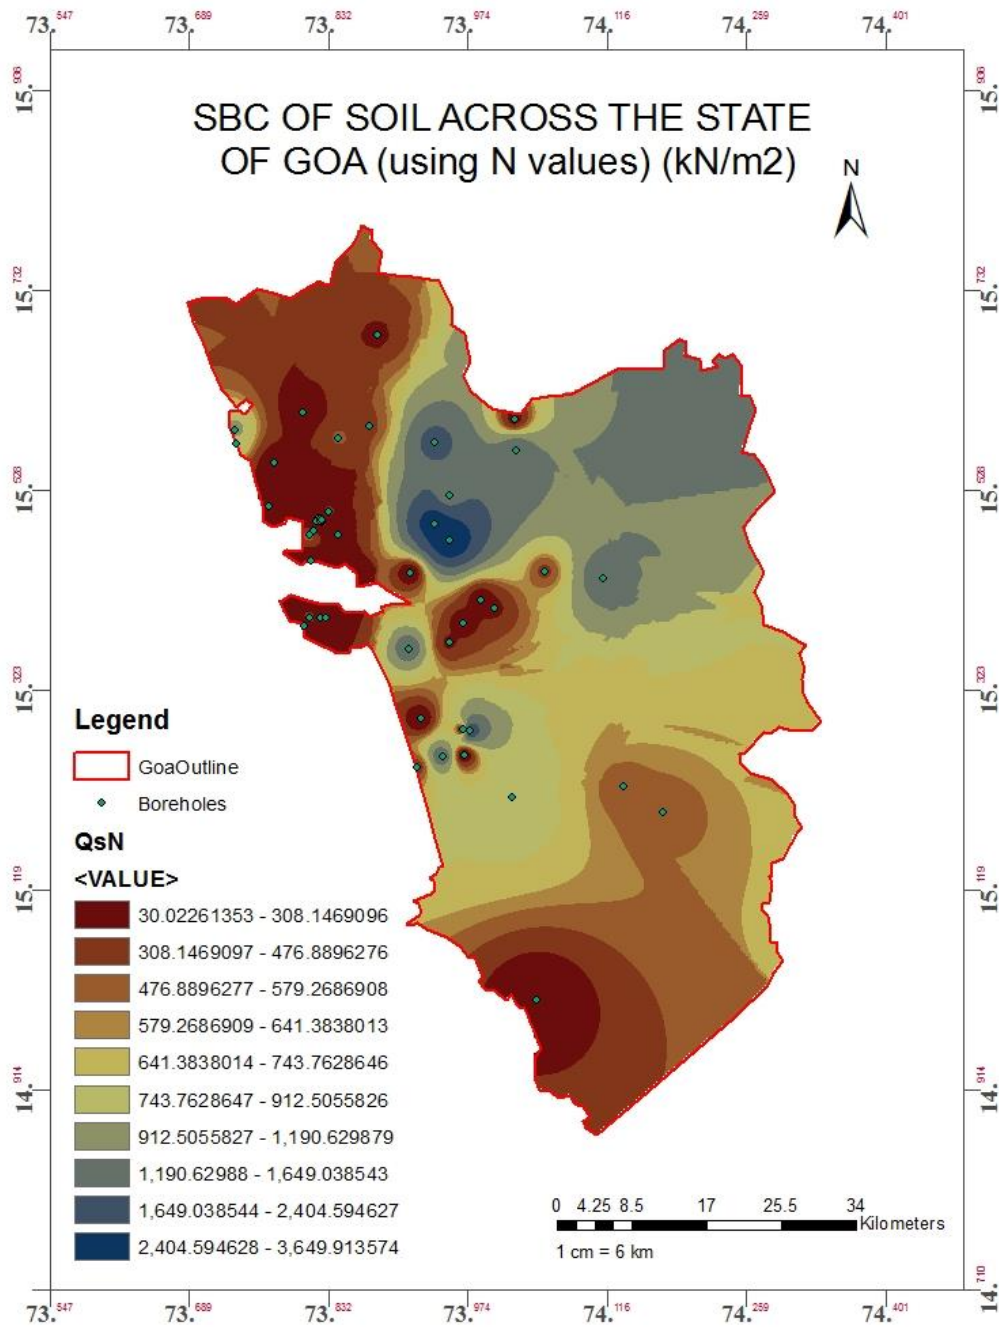 73.547 73.689 73.832 73.974 74.116 74.259 74.401
15.936 15.936
SBC OF SOIL ACROSS THE STATE
OF GOA (using N values) (kN/m2)
N
15.732 15.732
15.528 15.528
15.323 15.323
Legend
GoaOutline
Boreholes
QsN
<VALUE>
15.119 15.119
30.02261353 - 308.1469096
308.1469097 - 476.8896276
476.8896277 - 579.2686908
579.2686909 - 641.3838013
641.3838014 - 743.7628646
14.914 14.914
743.7628647 - 912.5055826
912.5055827 - 1,190.629879
1,190.62988 - 1,649.038543
1,649.038544 - 2,404.594627
2,404.594628 - 3,649.913574
0 4.25 8.5 17 25.5 34
Kilometers
1 cm = 6 km
14.710
73.547 73.689 73.832 73.974 74.116 74.259 74.401